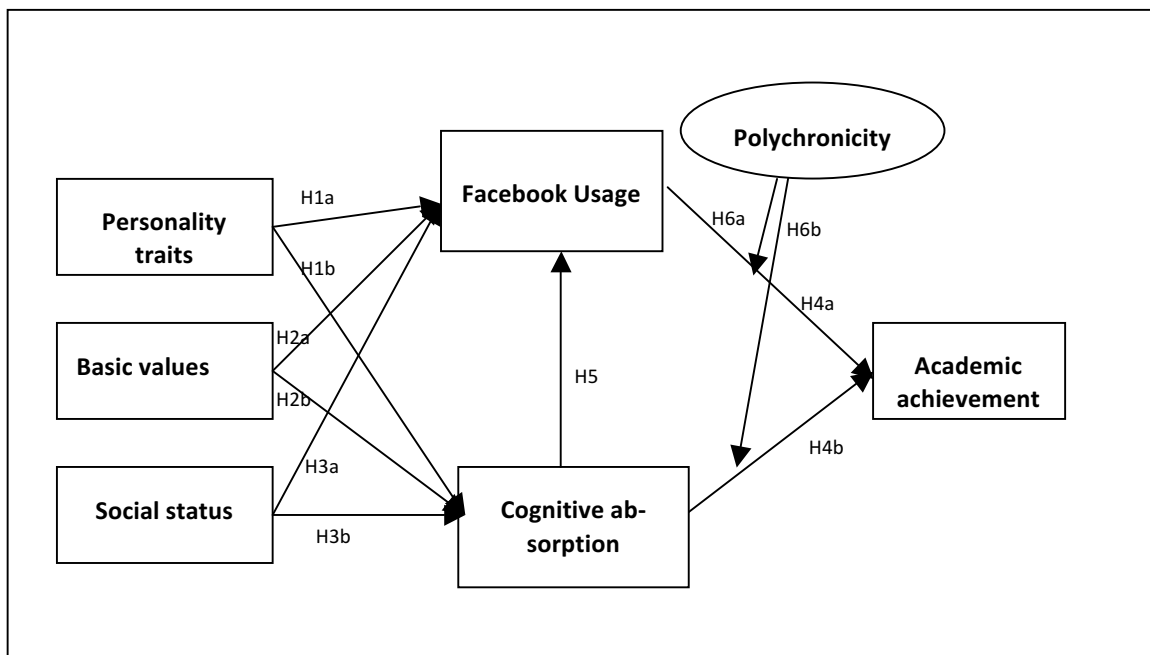 Polychronicity
Facebook Usage
Personality
traits
H1a
H6a
H6b
H1b
H4a
Basic values
H2a
H2b
H5
Academic
achievement
H4b
H3a
Social status
H3b
Cognitive ab-
sorption